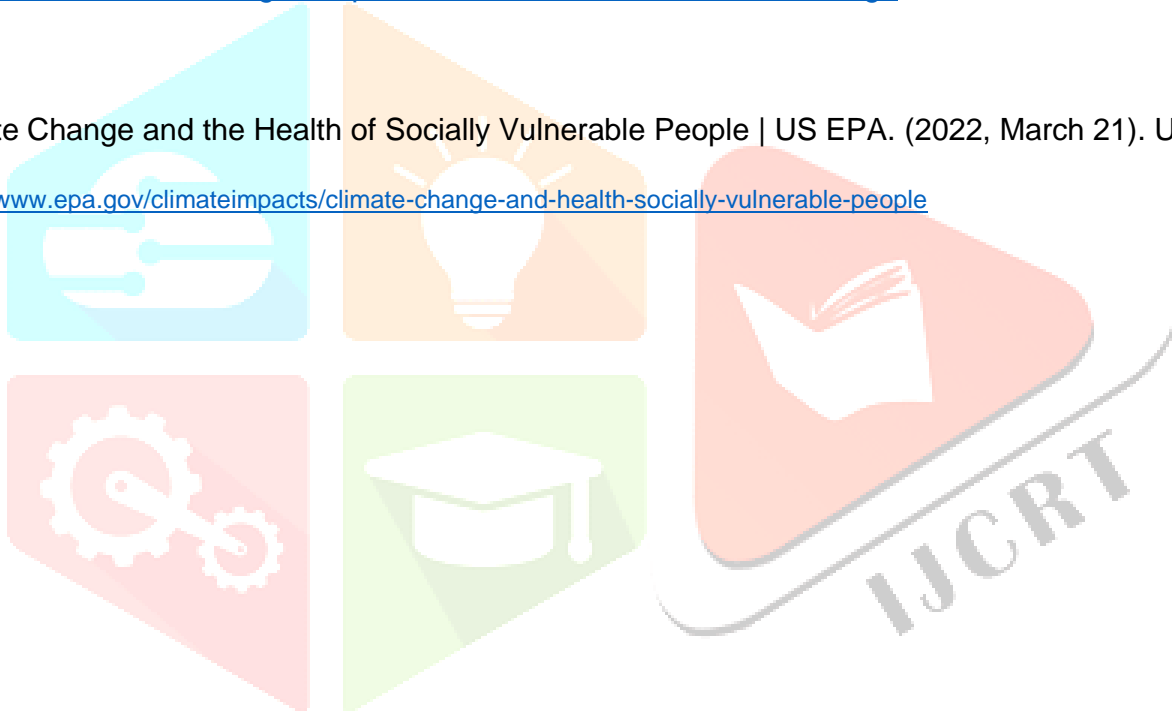 te Change and the Health of Socially Vulnerable People | US EPA. (2022, March 21). U
www.epa.gov/climateimpacts/climate-change-and-health-socially-vulnerable-people
IJCRT